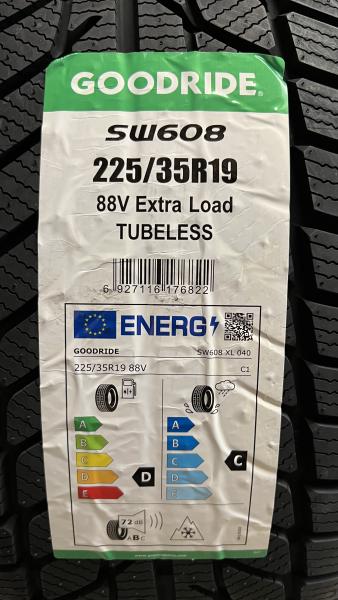 GOODRIDE
SW608
225/35R19
88V Extra Load
TUBELESS
6 927116 176822
ENERG
GOODRIDE SW608 XL 040
225/35R19 88V C1
A A
B B
C C C
D D D
E E
72 dB
ABC